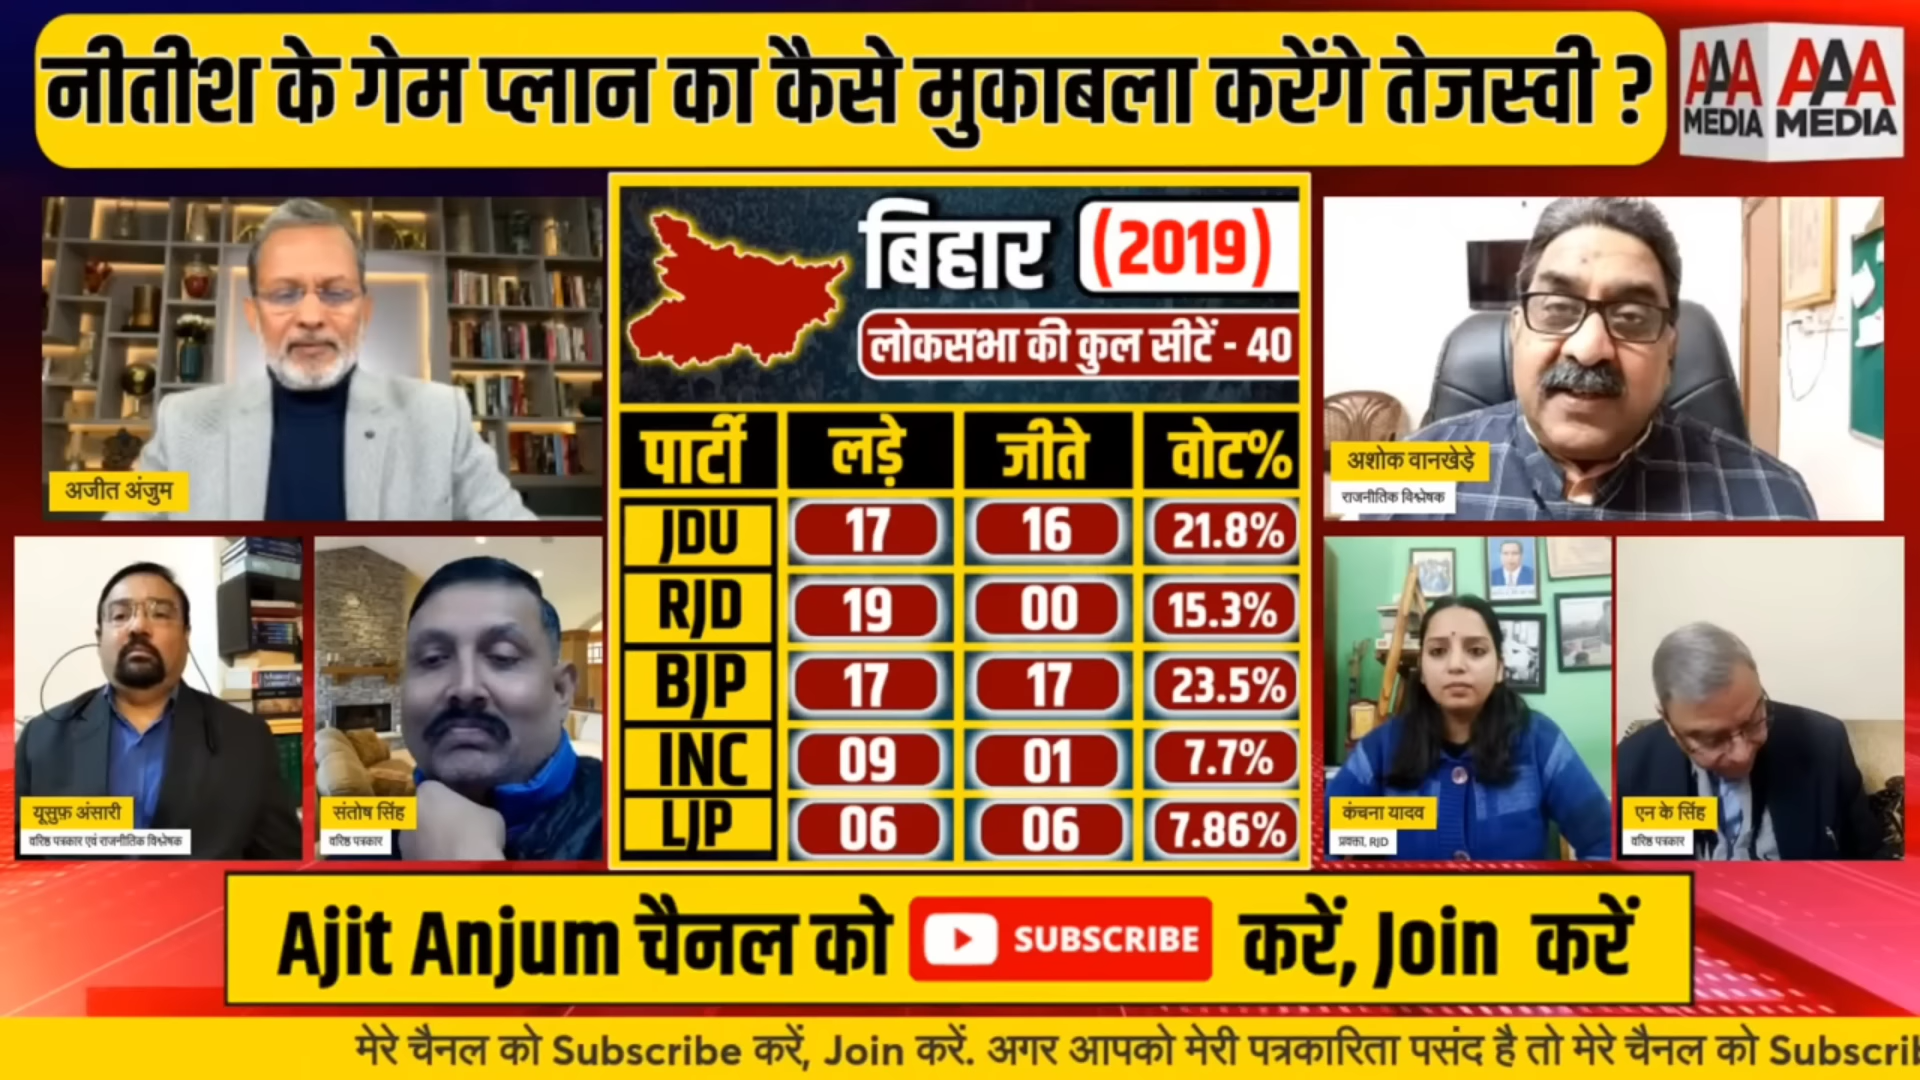 नीतीश के गेम प्लान का कैसे मुकाबला करेंगे तेजस्वी ?
AAA MEDIA
AAA MEDIA
बिहार (2019)
लोकसभा की कुल सीटें - 40
पार्टी लड़े जीते वोट%
JDU 17 16 21.8%
RJD 19 00 15.3%
BJP 17 17 23.5%
INC 09 01 7.7%
LJP 06 06 7.86%
अजीत अंजुम
अशोक वानखेड़े
राजनीतिक विश्लेषक
यूसुफ़ अंसारी
वरिष्ठ पत्रकार एवं राजनीतिक विश्लेषक
संतोष सिंह
वरिष्ठ पत्रकार
कंचना यादव
प्रवक्ता, RJD
एन के सिंह
वरिष्ठ पत्रकार
Ajit Anjum चैनल को SUBSCRIBE करें, Join करें
मेरे चैनल को Subscribe करें, Join करें. अगर आपको मेरी पत्रकारिता पसंद है तो मेरे चैनल को Subscri